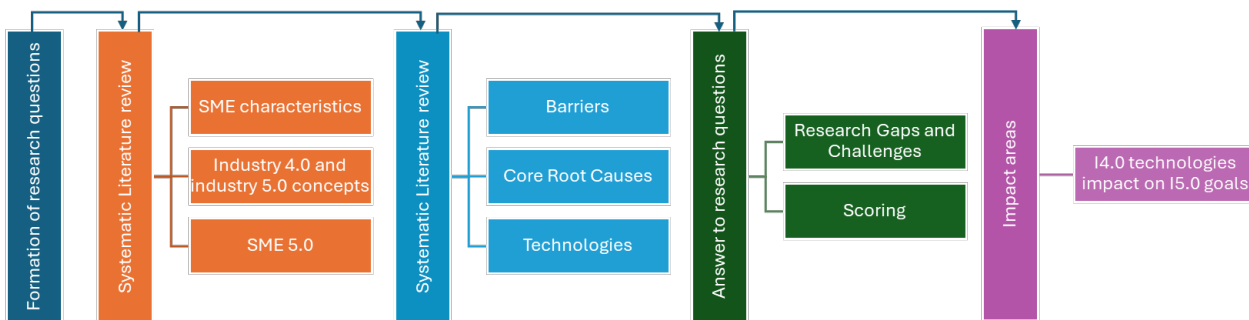 Formation of research questions
Systematic Literature review
SME characteristics
Industry 4.0 and
industry 5.0 concepts
SME 5.0
Systematic Literature review
Barriers
Core Root Causes
Technologies
Answer to research questions
Research Gaps and
Challenges
Scoring
Impact areas
I4.0 technologies
impact on I5.0 goals